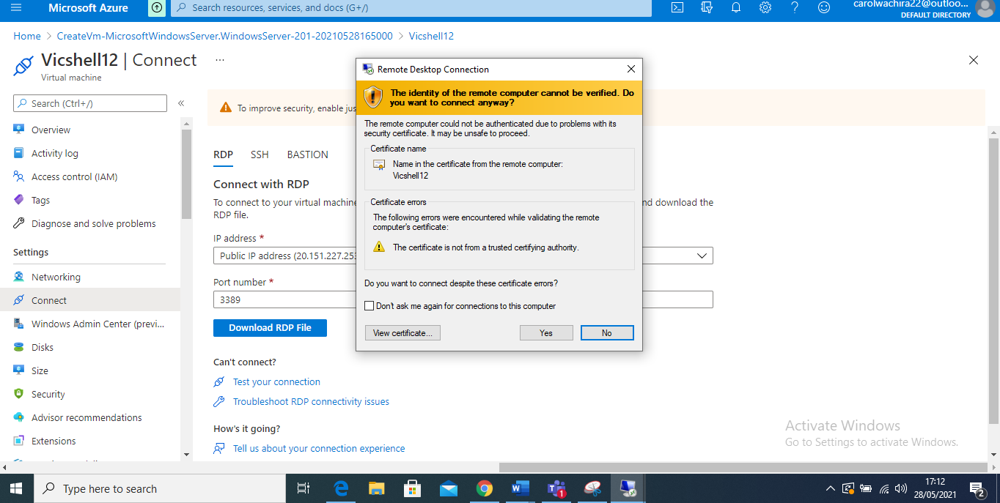 Microsoft Azure
Search resources, services, and docs (G+/)
carolwachira22@outloo...
DEFAULT DIRECTORY
Home > CreateVm-MicrosoftWindowsServer.WindowsServer-201-20210528165000 > Vicshell12
Vicshell12 | Connect ...
Virtual machine
Search (Ctrl+/)
«
Overview
Activity log
Access control (IAM)
Tags
Diagnose and solve problems
Settings
Networking
Connect
Windows Admin Center (previ...
Disks
Size
Security
Advisor recommendations
Extensions
To improve security, enable jus
RDP SSH BASTION
Connect with RDP
To connect to your virtual machine nd download the
RDP file.
IP address *
Public IP address (20.151.227.253
Port number *
3389
Download RDP File
Can't connect?
Test your connection
Troubleshoot RDP connectivity issues
How's it going?
Tell us about your connection experience
Remote Desktop Connection
The identity of the remote computer cannot be verified. Do
you want to connect anyway?
The remote computer could not be authenticated due to problems with its
security certificate. It may be unsafe to proceed.
Certificate name
Name in the certificate from the remote computer:
Vicshell12
Certificate errors
The following errors were encountered while validating the remote
computer's certificate:
The certificate is not from a trusted certifying authority.
Do you want to connect despite these certificate errors?
Don't ask me again for connections to this computer
View certificate... Yes No
Activate Windows
Go to Settings to activate Windows.
Type here to search
1
17:12
28/05/2021
2